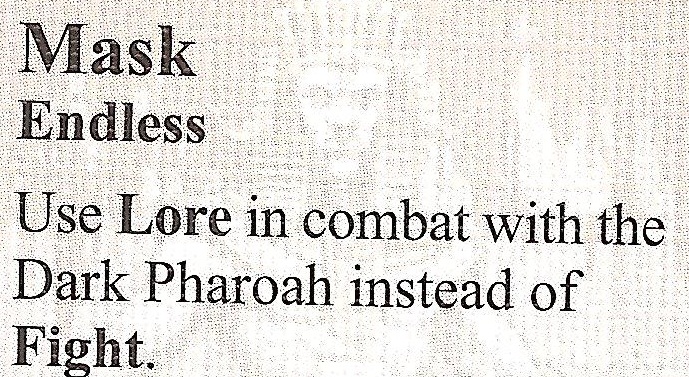 Mask
Endless
Use Lore in combat with the
Dark Pharoah instead of
Fight.